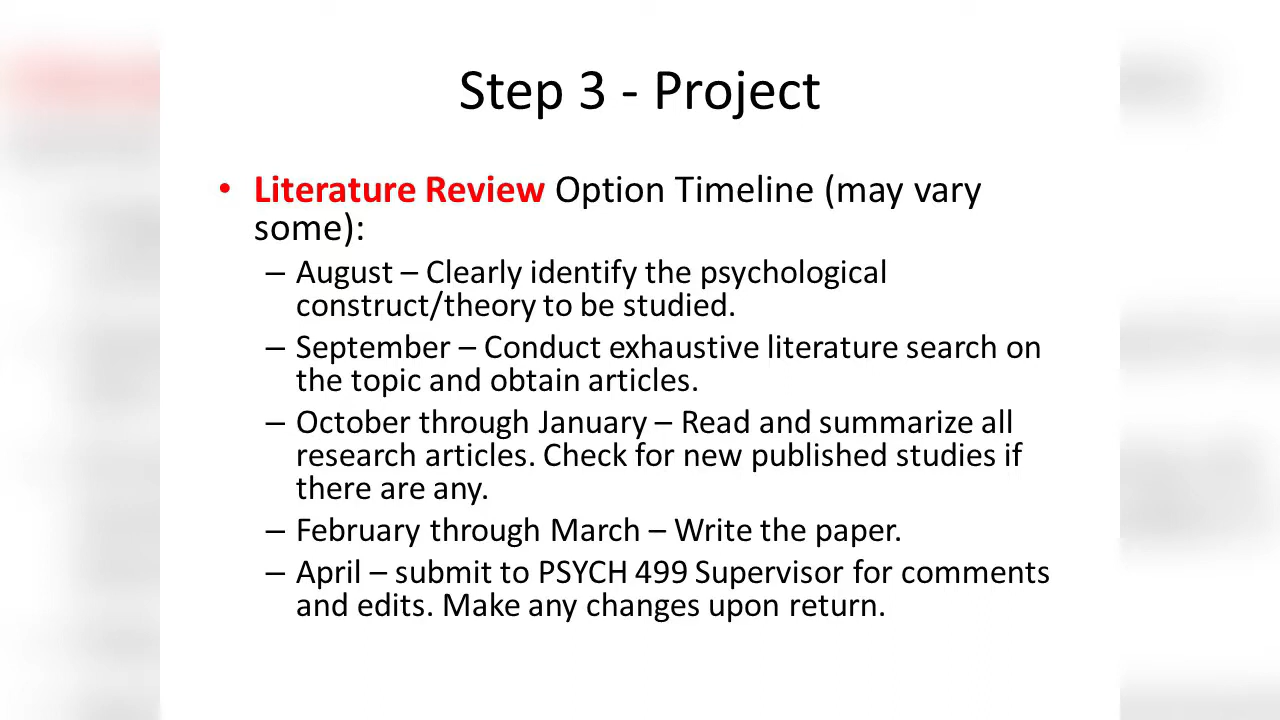 Step 3 - Project
• Literature Review Option Timeline (may vary
some):
– August – Clearly identify the psychological
construct/theory to be studied.
– September – Conduct exhaustive literature search on
the topic and obtain articles.
– October through January – Read and summarize all
research articles. Check for new published studies if
there are any.
– February through March – Write the paper.
– April – submit to PSYCH 499 Supervisor for comments
and edits. Make any changes upon return.